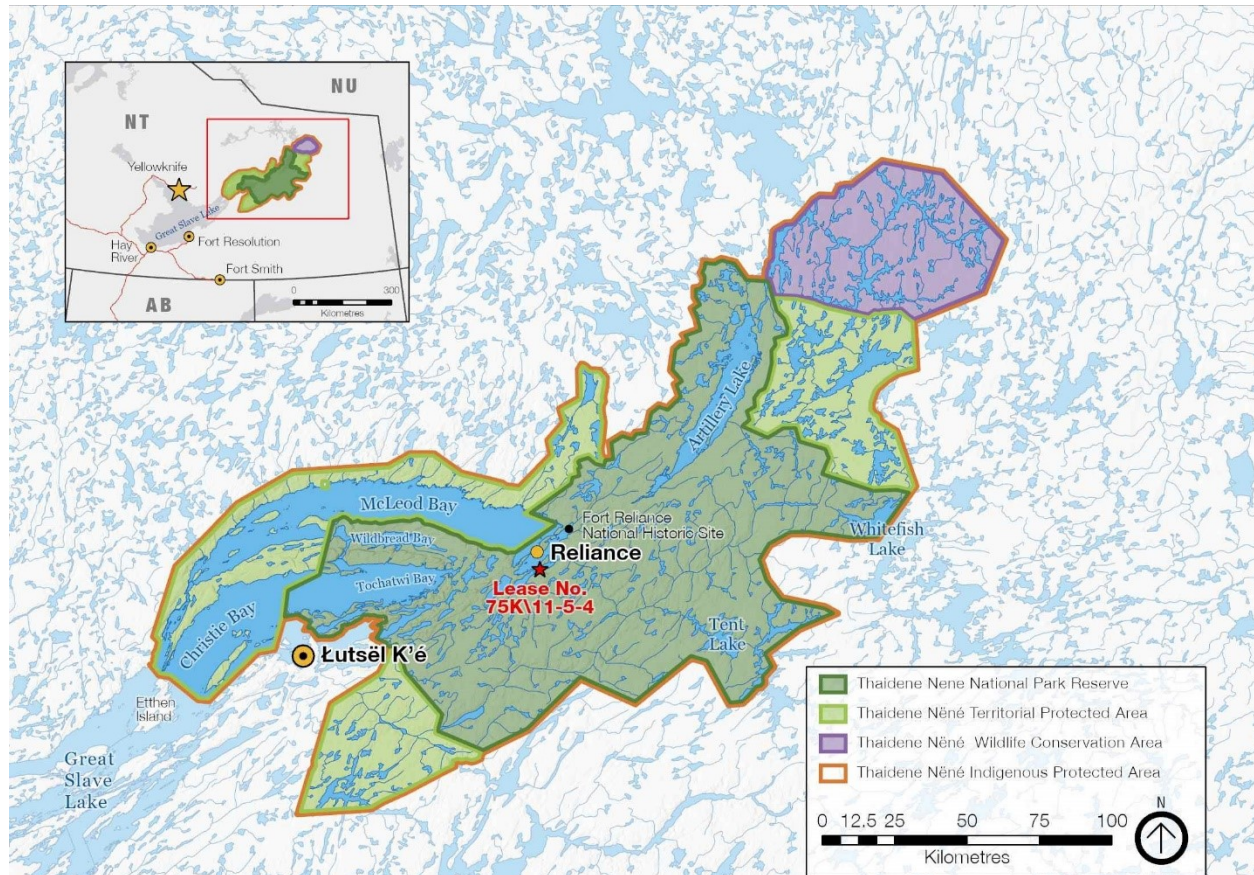 NU
NT
Yellowknife
Great Slave Lake
Fort Resolution
Hay
River
Fort Smith
AB
0
300
Kilometres
Artillery Lake
McLeod Bay
Fort Reliance
National Historic Site
Wildbread Bay
Reliance
Whitefish
Lake
Tochatwi Bay
Lease No.
75K\11-5-4
Christie Bay
Tent
Lake
Łutsël K'é
Etthen
Island
Great
Slave
Lake
Thaidene Nene National Park Reserve
Thaidene Nëné Territorial Protected Area
Thaidene Nëné Wildlife Conservation Area
Thaidene Nëné Indigenous Protected Area
0 12.5 25 50 75 100
Kilometres
N